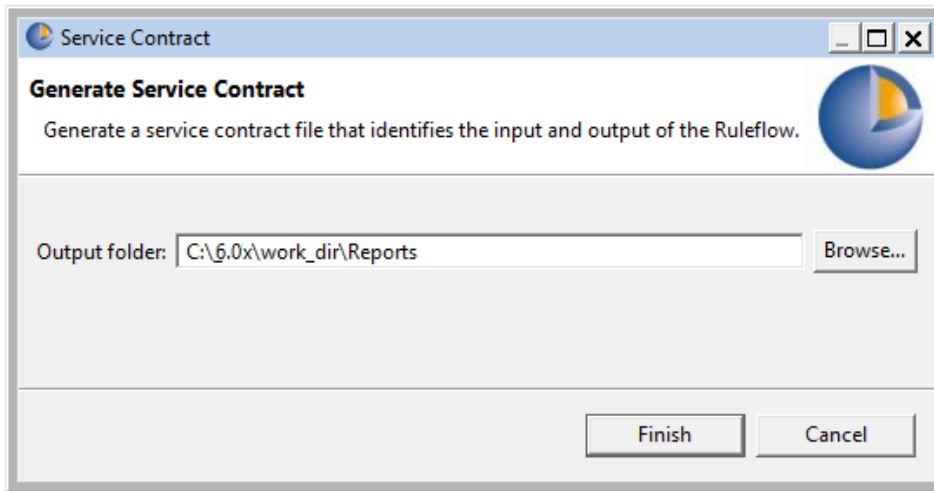 Service Contract
Generate Service Contract
Generate a service contract file that identifies the input and output of the Ruleflow.
Output folder: C:\6.0x\work_dir\Reports Browse...
Finish Cancel